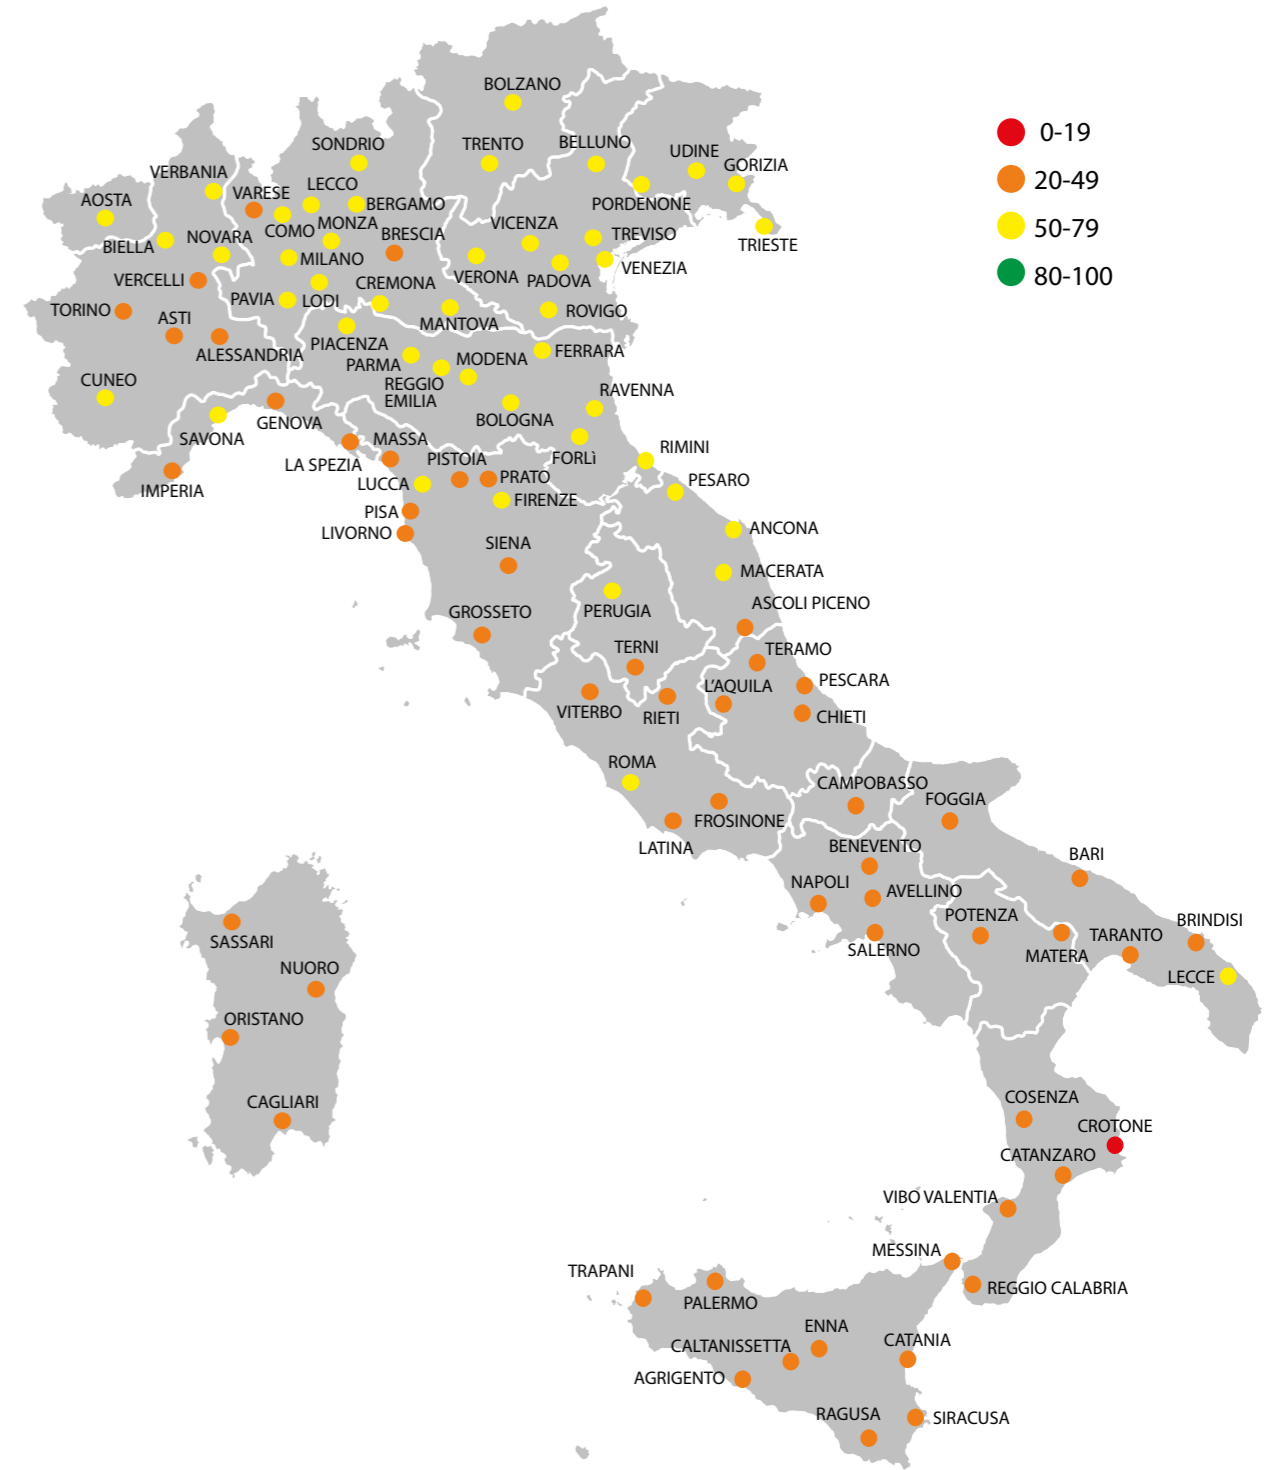 BOLZANO
0-19
SONDRIO
TRENTO
BELLUNO
UDINE
GORIZIA
20-49
VERBANIA
LECCO
AOSTA
VARESE
BERGAMO
PORDENONE
50-79
BIELLA
NOVARA
COMO
MONZA
BRESCIA
VICENZA
TREVISO
TRIESTE
MILANO
VENEZIA
80-100
VERCELLI
CREMONA
VERONA
PADOVA
TORINO
ASTI
PAVIA
LODI
MANTOVA
ROVIGO
ALESSANDRIA
PIACENZA
PARMA
MODENA
FERRARA
CUNEO
REGGIO
EMILIA
RAVENNA
SAVONA
GENOVA
BOLOGNA
LA SPEZIA
MASSA
PISTOIA
FORLì
RIMINI
IMPERIA
LUCCA
PRATO
PESARO
FIRENZE
PISA
LIVORNO
ANCONA
SIENA
MACERATA
GROSSETO
PERUGIA
ASCOLI PICENO
TERNI
TERAMO
L'AQUILA
PESCARA
VITERBO
RIETI
CHIETI
ROMA
CAMPOBASSO
FOGGIA
FROSINONE
LATINA
BENEVENTO
BARI
NAPOLI
AVELLINO
POTENZA
BRINDISI
SASSARI
SALERNO
MATERA
TARANTO
NUORO
LECCE
ORISTANO
CAGLIARI
COSENZA
CROTONE
CATANZARO
VIBO VALENTIA
MESSINA
TRAPANI
REGGIO CALABRIA
PALERMO
ENNA
CALTANISSETTA
CATANIA
AGRIGENTO
RAGUSA
SIRACUSA